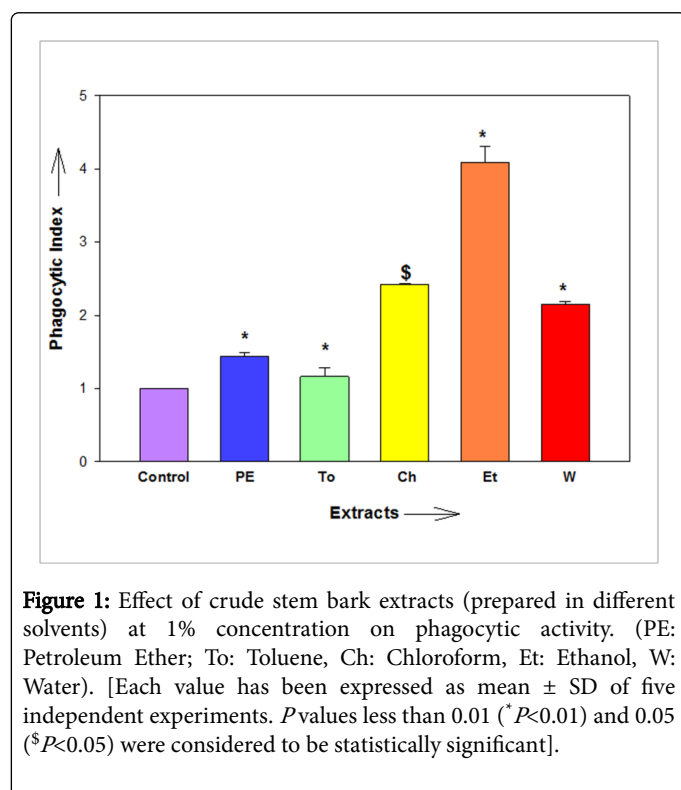 5
4
3
2
1
0
Phagocytic Index
*
*
$
*
*
Control PE To Ch Et W
Extracts
Figure 1: Effect of crude stem bark extracts (prepared in different
solvents) at 1% concentration on phagocytic activity. (PE:
Petroleum Ether; To: Toluene, Ch: Chloroform, Et: Ethanol, W:
Water). [Each value has been expressed as mean ± SD of five
independent experiments. P values less than 0.01 (*P<0.01) and 0.05
($P<0.05) were considered to be statistically significant].